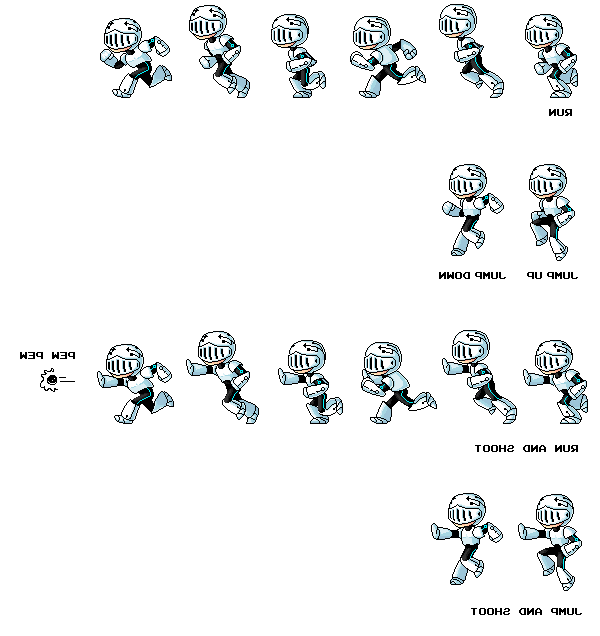 RUN
JUMP UP
JUMP DOWN
PEW PEW
RUN AND SHOOT
JUMP AND SHOOT